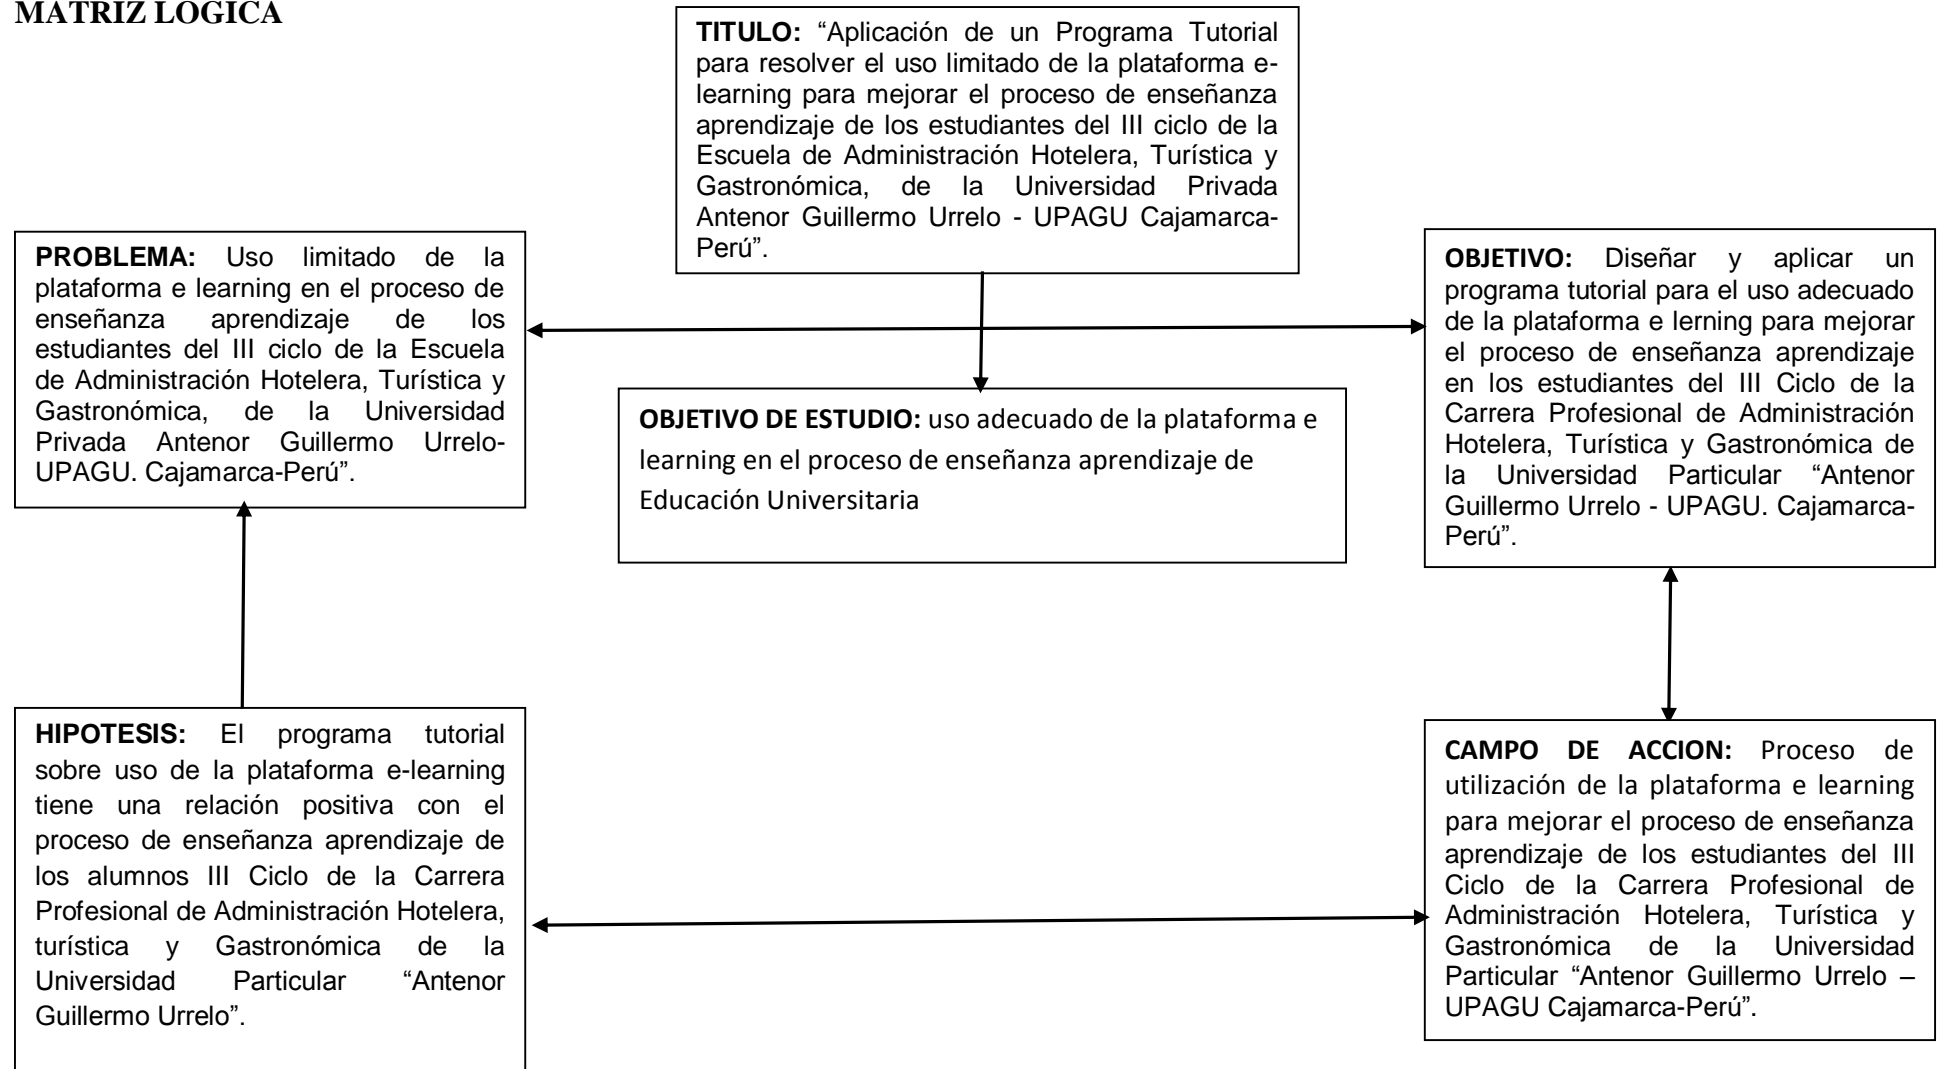 MATRIZ LOGICA
TITULO: “Aplicación de un Programa Tutorial
para resolver el uso limitado de la plataforma e-
learning para mejorar el proceso de enseñanza
aprendizaje de los estudiantes del III ciclo de la
Escuela de Administración Hotelera, Turística y
Gastronómica, de la Universidad Privada
Antenor Guillermo Urrelo - UPAGU Cajamarca-
Perú”.
PROBLEMA: Uso limitado de la
plataforma e learning en el proceso de
enseñanza aprendizaje de los
estudiantes del III ciclo de la Escuela
de Administración Hotelera, Turística y
Gastronómica, de la Universidad
Privada Antenor Guillermo Urrelo-
UPAGU. Cajamarca-Perú”.
OBJETIVO DE ESTUDIO: uso adecuado de la plataforma e
learning en el proceso de enseñanza aprendizaje de
Educación Universitaria
OBJETIVO: Diseñar y aplicar un
programa tutorial para el uso adecuado
de la plataforma e lerning para mejorar
el proceso de enseñanza aprendizaje
en los estudiantes del III Ciclo de la
Carrera Profesional de Administración
Hotelera, Turística y Gastronómica de
la Universidad Particular “Antenor
Guillermo Urrelo - UPAGU. Cajamarca-
Perú”.
HIPOTESIS: El programa tutorial
sobre uso de la plataforma e-learning
tiene una relación positiva con el
proceso de enseñanza aprendizaje de
los alumnos III Ciclo de la Carrera
Profesional de Administración Hotelera,
turística y Gastronómica de la
Universidad Particular “Antenor
Guillermo Urrelo”.
CAMPO DE ACCION: Proceso de
utilización de la plataforma e learning
para mejorar el proceso de enseñanza
aprendizaje de los estudiantes del III
Ciclo de la Carrera Profesional de
Administración Hotelera, Turística y
Gastronómica de la Universidad
Particular “Antenor Guillermo Urrelo –
UPAGU Cajamarca-Perú”.